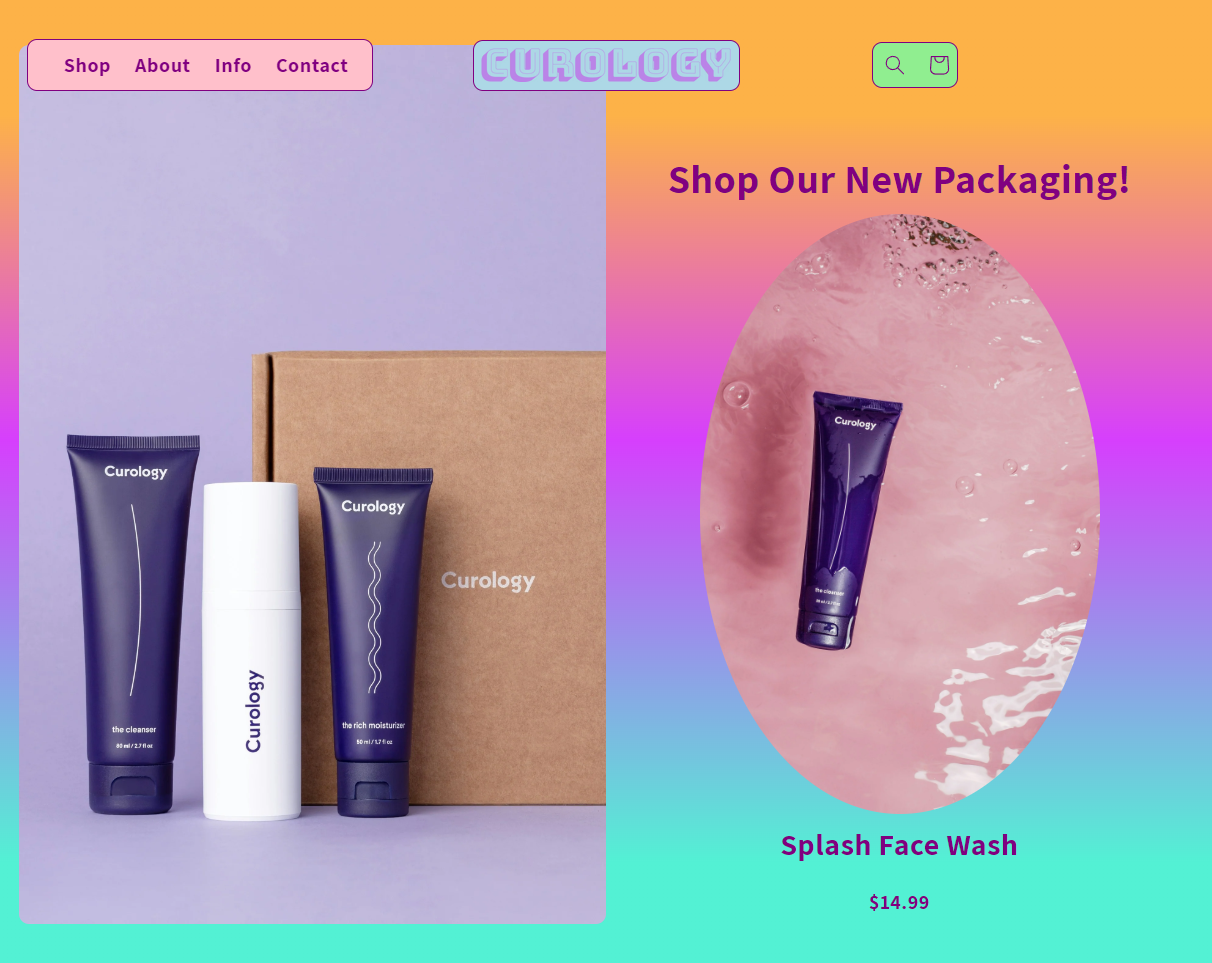 Shop About Info Contact
CUROLOGY
Shop Our New Packaging!
Curology
the cleanser
80 ml / 2.7 fl oz
Curology
Curology
the rich moisturizer
50 ml / 1.7 fl oz
Curology
Curology
the cleanser
Splash Face Wash
$14.99